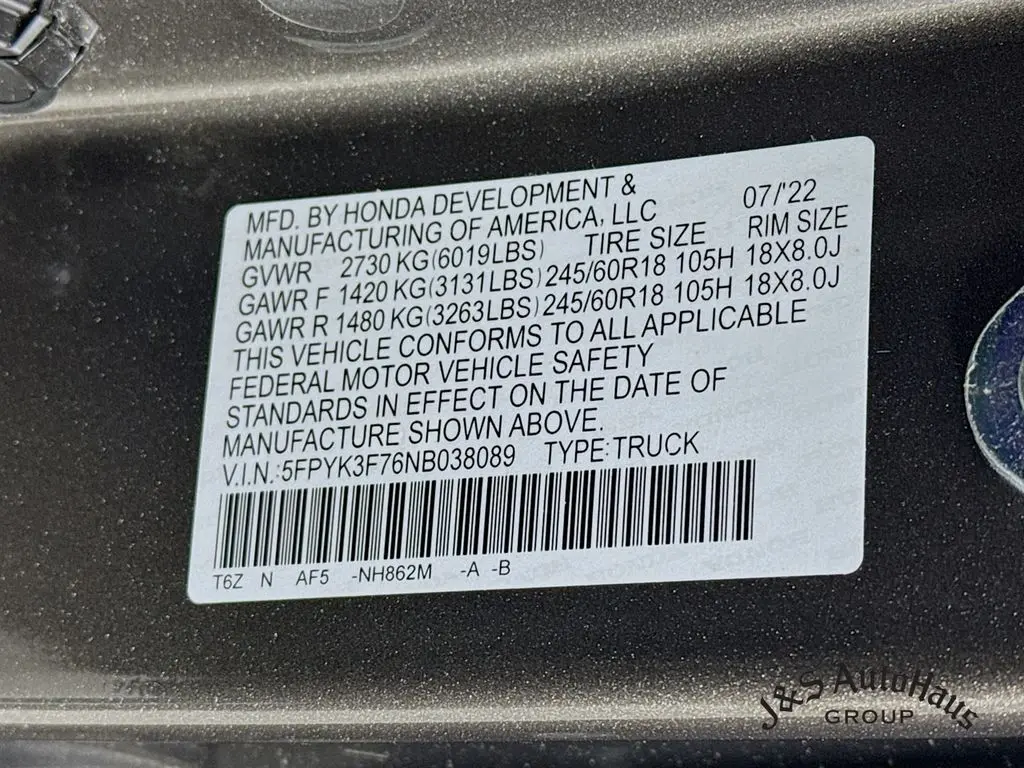 MFD. BY HONDA DEVELOPMENT & 07/'22
MANUFACTURING OF AMERICA, LLC
GVWR 2730 KG(6019LBS) TIRE SIZE RIM SIZE
GAWR F 1420 KG(3131LBS) 245/60R18 105H 18X8.0J
GAWR R 1480 KG(3263LBS) 245/60R18 105H 18X8.0J
THIS VEHICLE CONFORMS TO ALL APPLICABLE
FEDERAL MOTOR VEHICLE SAFETY
STANDARDS IN EFFECT ON THE DATE OF
MANUFACTURE SHOWN ABOVE.
V.I.N.:5FPYK3F76NB038089 TYPE:TRUCK
T6Z N AF5 -NH862M -A -B
J&S AutoHaus
GROUP